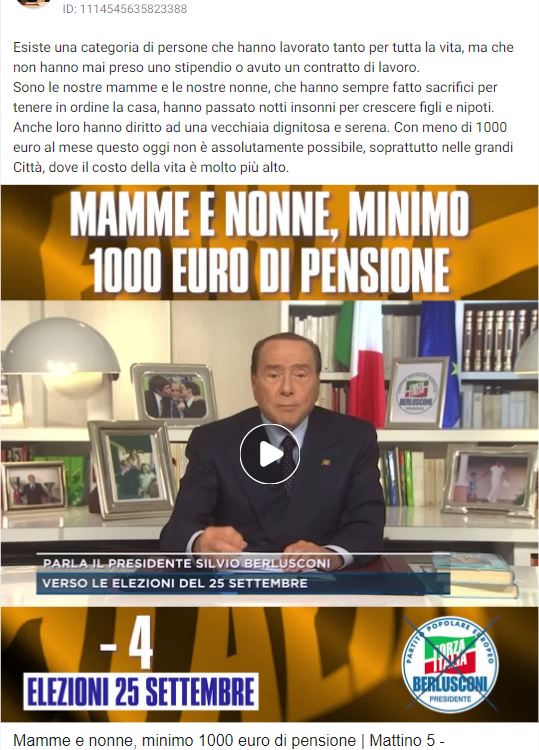 ID: 1114545635823388
Esiste una categoria di persone che hanno lavorato tanto per tutta la vita, ma che
non hanno mai preso uno stipendio o avuto un contratto di lavoro.
Sono le nostre mamme e le nostre nonne, che hanno sempre fatto sacrifici per
tenere in ordine la casa, hanno passato notti insonni per crescere figli e nipoti.
Anche loro hanno diritto ad una vecchiaia dignitosa e serena. Con meno di 1000
euro al mese questo oggi non è assolutamente possibile, soprattutto nelle grandi
Città, dove il costo della vita è molto più alto.
MAMME E NONNE, MINIMO
1000 EURO DI PENSIONE
FORZA
ITALIA
BERLUSCONI
PRESIDENTE
PARLA IL PRESIDENTE SILVIO BERLUSCONI
VERSO LE ELEZIONI DEL 25 SETTEMBRE
- 4
ELEZIONI 25 SETTEMBRE
PARTITO POPOLARE EUROPEO
FORZA
ITALIA
BERLUSCONI
PRESIDENTE
Mamme e nonne, minimo 1000 euro di pensione | Mattino 5 -